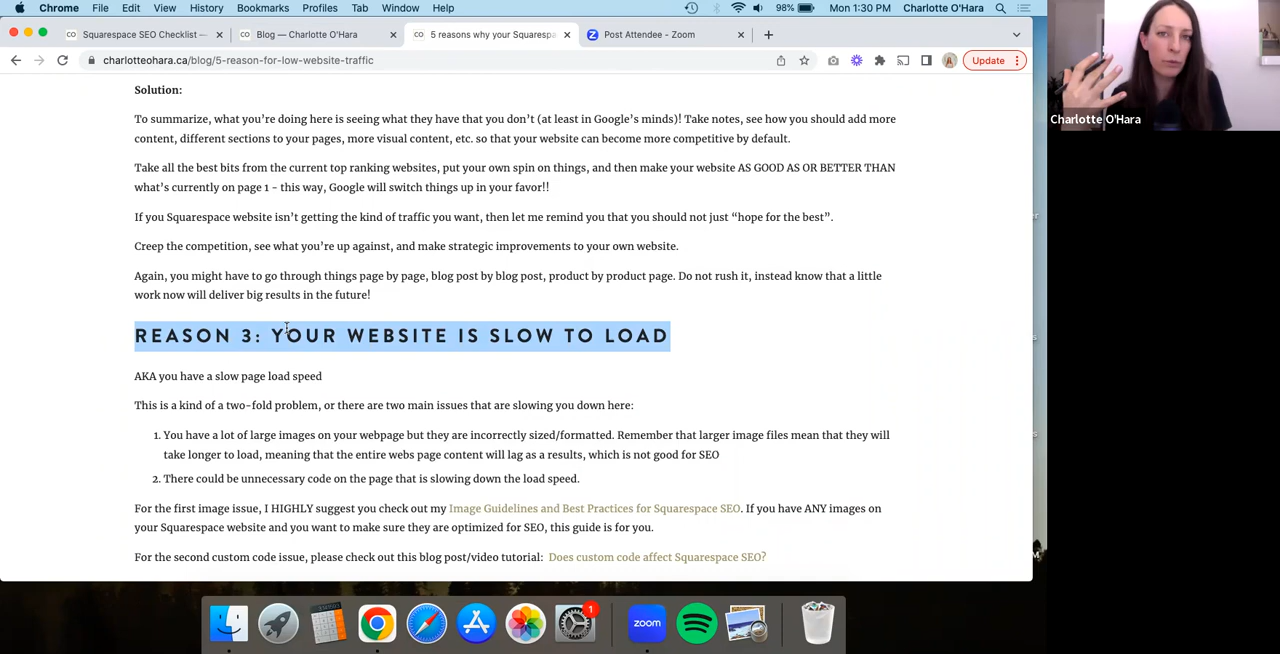 Chrome File Edit View History Bookmarks Profiles Tab Window Help 98% Mon 1:30 PM Charlotte O'Hara
CO Squarespace SEO Checklist — CO Blog — Charlotte O'Hara CO 5 reasons why your Squarespa Post Attendee - Zoom
charlotteohara.ca/blog/5-reason-for-low-website-traffic Update
Charlotte O'Hara
Solution:
To summarize, what you're doing here is seeing what they have that you don't (at least in Google's minds)! Take notes, see how you should add more
content, different sections to your pages, more visual content, etc. so that your website can become more competitive by default.
Take all the best bits from the current top ranking websites, put your own spin on things, and then make your website AS GOOD AS OR BETTER THAN
what's currently on page 1 - this way, Google will switch things up in your favor!!
If you Squarespace website isn't getting the kind of traffic you want, then let me remind you that you should not just “hope for the best”.
Creep the competition, see what you're up against, and make strategic improvements to your own website.
Again, you might have to go through things page by page, blog post by blog post, product by product page. Do not rush it, instead know that a little
work now will deliver big results in the future!
REASON 3: YOUR WEBSITE IS SLOW TO LOAD
AKA you have a slow page load speed
This is a kind of a two-fold problem, or there are two main issues that are slowing you down here:
1. You have a lot of large images on your webpage but they are incorrectly sized/formatted. Remember that larger image files mean that they will
take longer to load, meaning that the entire webs page content will lag as a results, which is not good for SEO
2. There could be unnecessary code on the page that is slowing down the load speed.
For the first image issue, I HIGHLY suggest you check out my Image Guidelines and Best Practices for Squarespace SEO. If you have ANY images on
your Squarespace website and you want to make sure they are optimized for SEO, this guide is for you.
For the second custom code issue, please check out this blog post/video tutorial: Does custom code affect Squarespace SEO?
1
zoom